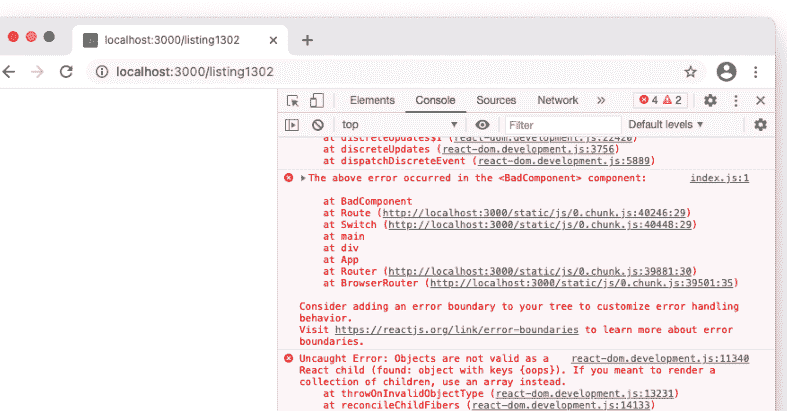 localhost:3000/listing1302
localhost:3000/listing1302
Elements Console Sources Network 4 2
top Filter Default levels
at discreteUpdates$1 (react-dom.development.js:22420)
at discreteUpdates (react-dom.development.js:3756)
at dispatchDiscreteEvent (react-dom.development.js:5889)
The above error occurred in the <BadComponent> component: index.js:1
at BadComponent
at Route (http://localhost:3000/static/js/0.chunk.js:40246:29)
at Switch (http://localhost:3000/static/js/0.chunk.js:40448:29)
at main
at div
at App
at Router (http://localhost:3000/static/js/0.chunk.js:39881:30)
at BrowserRouter (http://localhost:3000/static/js/0.chunk.js:39501:35)
Consider adding an error boundary to your tree to customize error handling
behavior.
Visit https://reactjs.org/link/error-boundaries to learn more about error
boundaries.
Uncaught Error: Objects are not valid as a react-dom.development.js:11340
React child (found: object with keys {oops}). If you meant to render a
collection of children, use an array instead.
at throwOnInvalidObjectType (react-dom.development.js:13231)
at reconcileChildFibers (react-dom.development.js:14133)